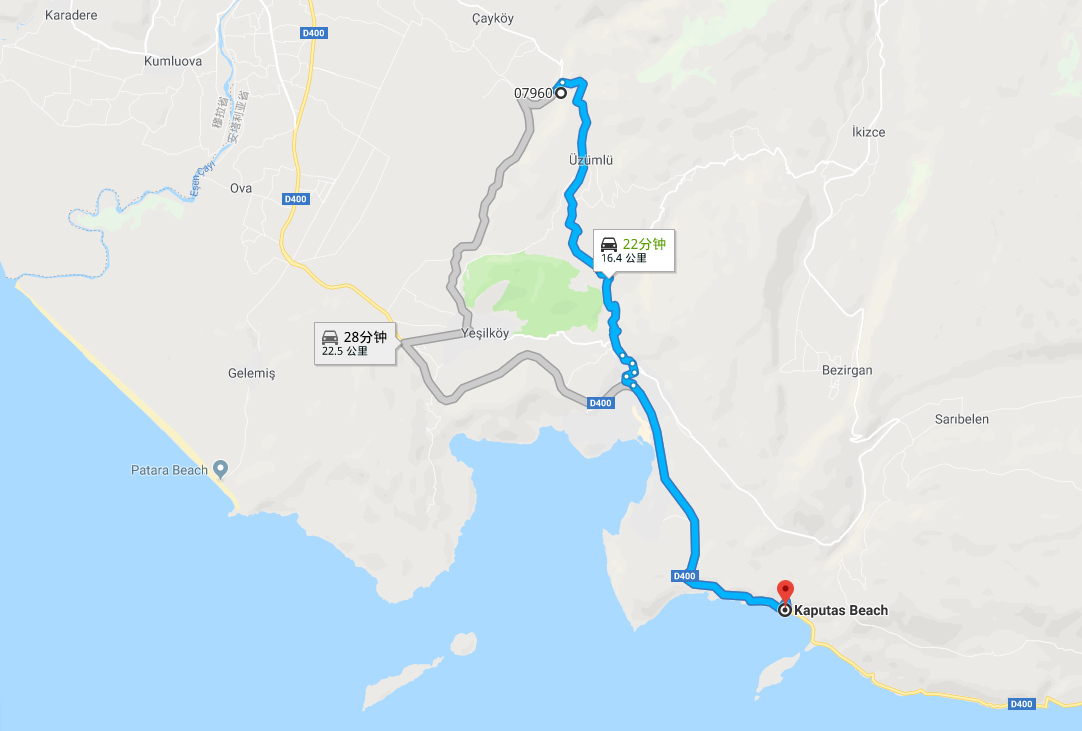 Karadere
Çayköy
D400
Kumluova
07960
穆拉省
安塔利亚省
İkizce
Üzümlü
Eşen Çayı
Ova
D400
22分钟
16.4 公里
28分钟
22.5 公里
Yeşilköy
Gelemiş
Bezirgan
D400
Sarıbelen
Patara Beach
D400
Kaputas Beach
D400